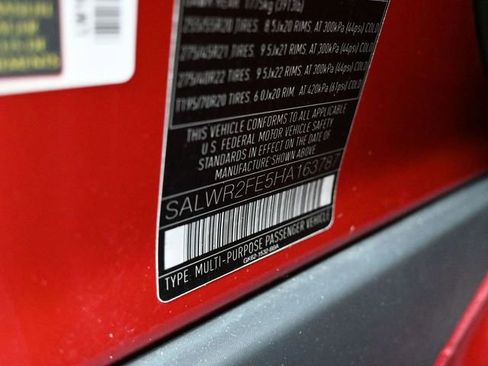 1775kg (3913lb)
255/55R20 TIRES 8.5Jx20 RIMS, AT 300kPa (44psi) COLD
275/45R21 TIRES 9.5Jx21 RIMS, AT 300kPa (44psi) COLD
275/40R22 TIRES 9.5Jx22 RIMS, AT 300kPa (44psi) COLD
T195/70R20 TIRES 6.0Jx20 RIM, AT 420kPa (61psi) COLD
THIS VEHICLE CONFORMS TO ALL APPLICABLE
U.S. FEDERAL MOTOR VEHICLE SAFETY
STANDARDS IN EFFECT ON THE DATE OF
MANUFACTURE SHOWN ABOVE
SALWR2FE5HA163787
TYPE: MULTI-PURPOSE PASSENGER VEHICLE